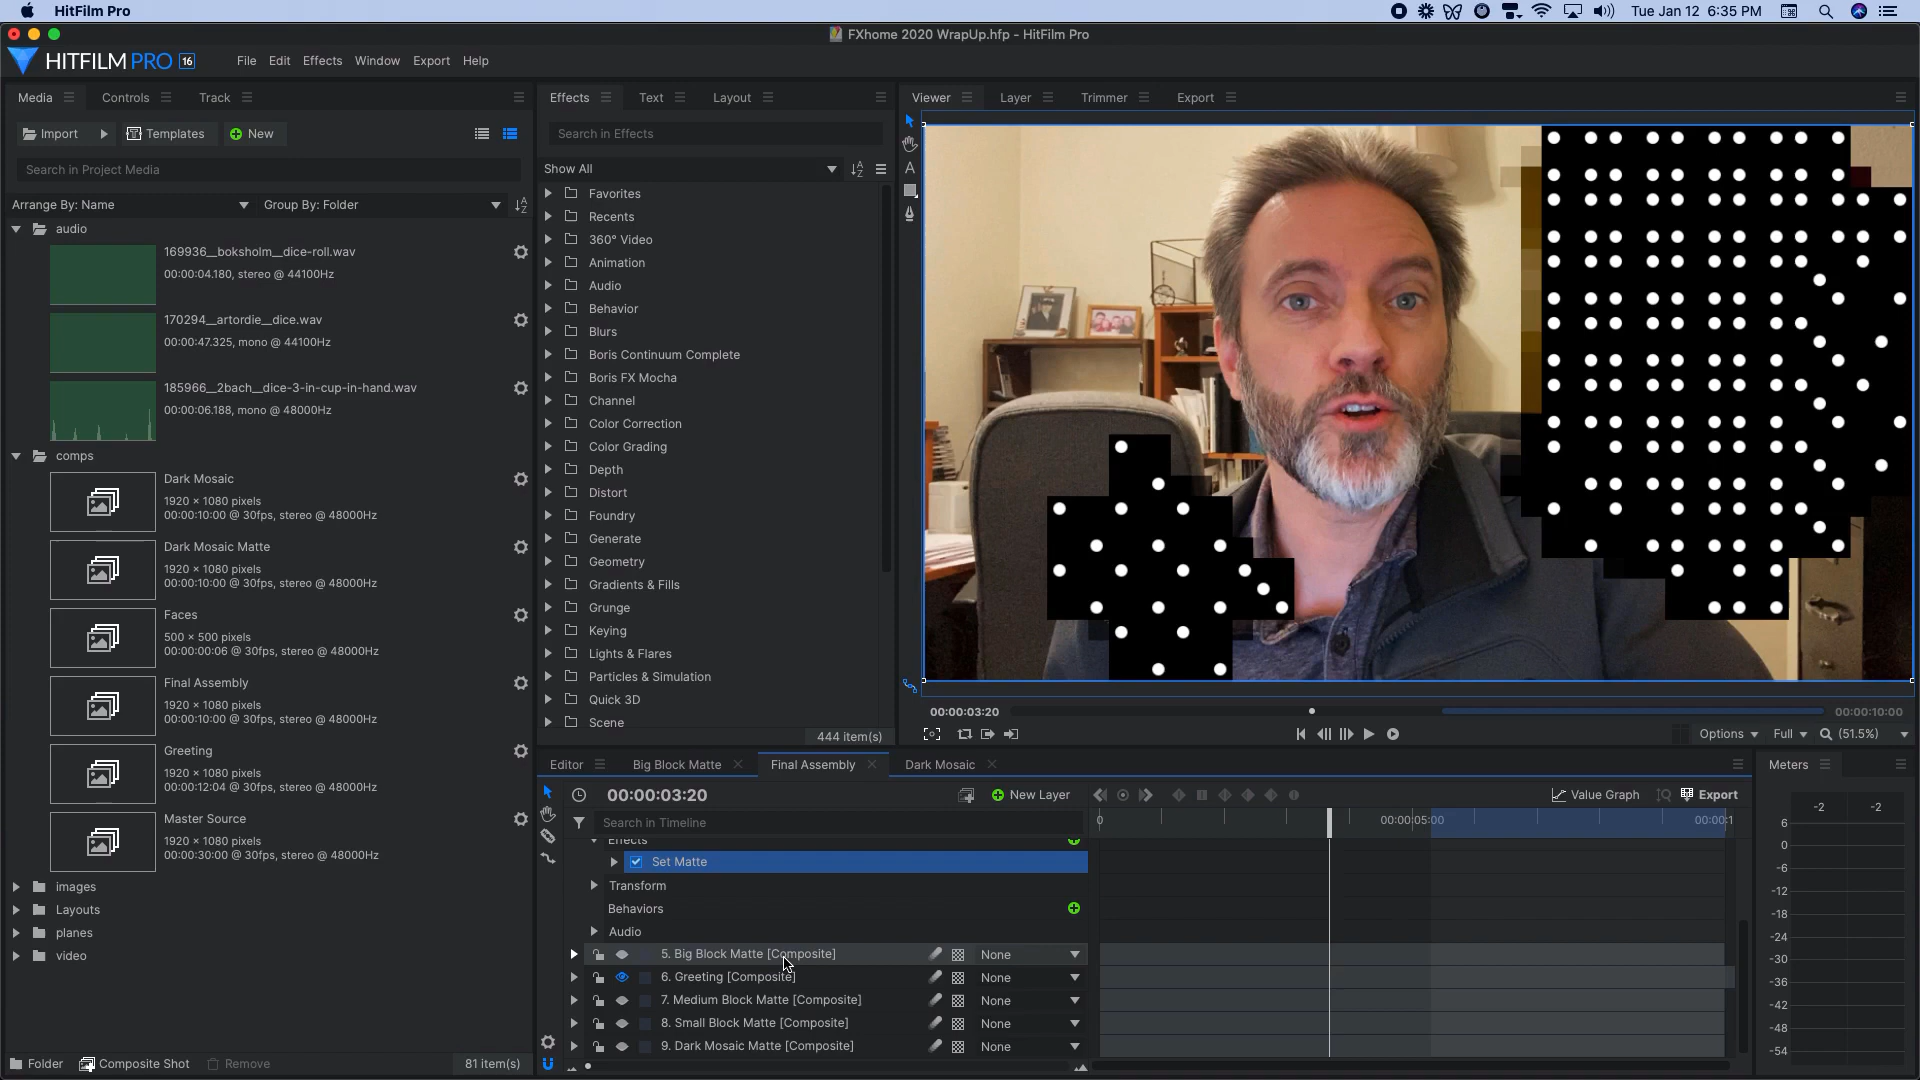 HitFilm Pro
Tue Jan 12 6:35 PM
FXhome 2020 WrapUp.hfp - HitFilm Pro
HITFILM PRO 16
File Edit Effects Window Export Help
Media Controls Track
Import Templates New
Search in Project Media
Arrange By: Name Group By: Folder
audio
169936__boksholm__dice-roll.wav
00:00:04.180, stereo @ 44100Hz
170294__artordie__dice.wav
00:00:47.325, mono @ 44100Hz
185966__2bach__dice-3-in-cup-in-hand.wav
00:00:06.188, mono @ 48000Hz
comps
Dark Mosaic
1920 × 1080 pixels
00:00:10:00 @ 30fps, stereo @ 48000Hz
Dark Mosaic Matte
1920 × 1080 pixels
00:00:10:00 @ 30fps, stereo @ 48000Hz
Faces
500 × 500 pixels
00:00:00:06 @ 30fps, stereo @ 48000Hz
Final Assembly
1920 × 1080 pixels
00:00:10:00 @ 30fps, stereo @ 48000Hz
Greeting
1920 × 1080 pixels
00:00:12:04 @ 30fps, stereo @ 48000Hz
Master Source
1920 × 1080 pixels
00:00:30:00 @ 30fps, stereo @ 48000Hz
images
Layouts
planes
video
Folder Composite Shot Remove 81 item(s)
Effects Text Layout
Search in Effects
Show All
Favorites
Recents
360° Video
Animation
Audio
Behavior
Blurs
Boris Continuum Complete
Boris FX Mocha
Channel
Color Correction
Color Grading
Depth
Distort
Foundry
Generate
Geometry
Gradients & Fills
Grunge
Keying
Lights & Flares
Particles & Simulation
Quick 3D
Scene
444 item(s)
Viewer Layer Trimmer Export
A
00:00:03:20 00:00:10:00
Options Full (51.5%)
Editor Big Block Matte Final Assembly Dark Mosaic
00:00:03:20 New Layer Value Graph Export
Search in Timeline
0 00:00:05:00 00:00:1
Effects
Set Matte
Transform
Behaviors
Audio
5. Big Block Matte [Composite] None
6. Greeting [Composite] None
7. Medium Block Matte [Composite] None
8. Small Block Matte [Composite] None
9. Dark Mosaic Matte [Composite] None
Meters
-2 -2
6
0
-6
-12
-18
-24
-30
-36
-42
-48
-54